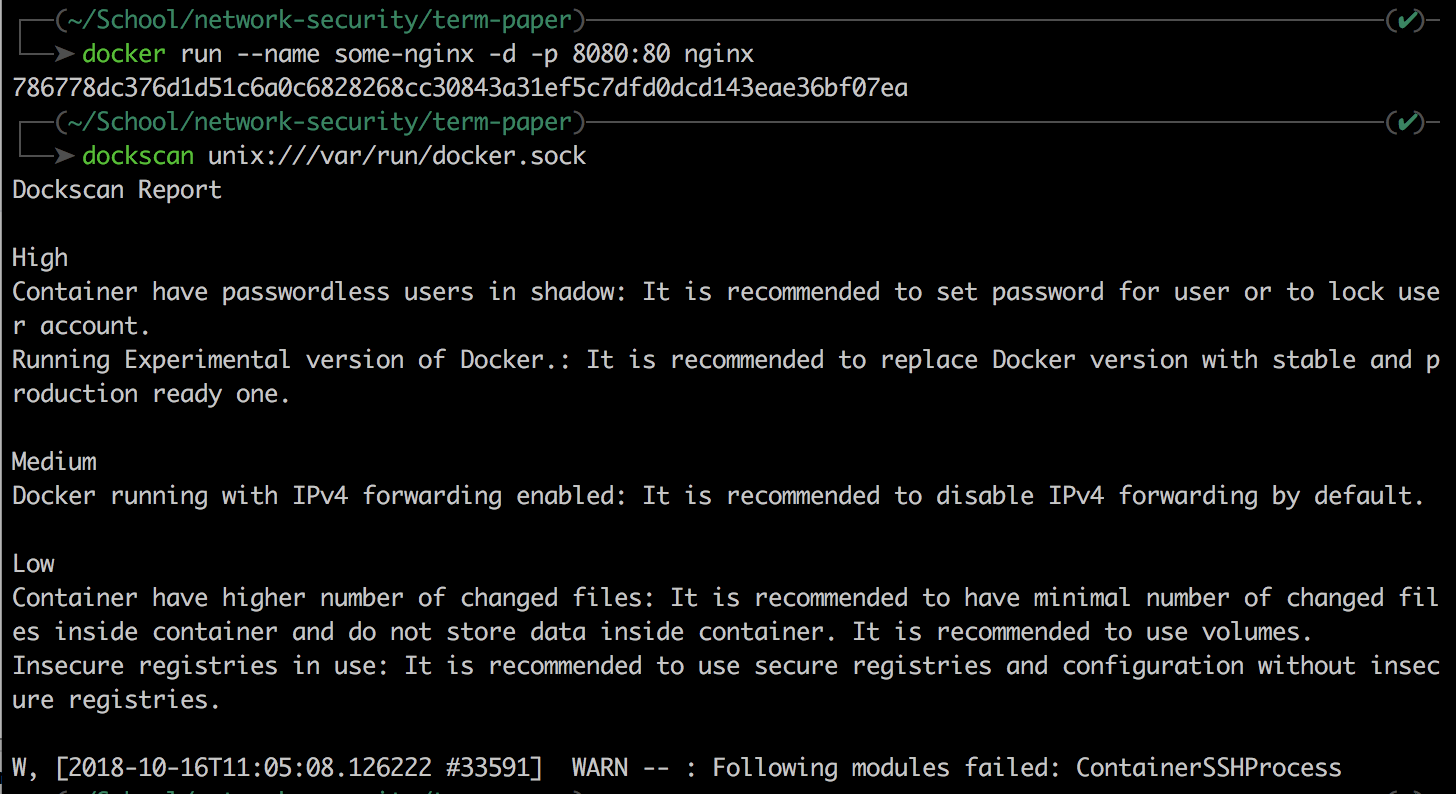 (~/School/network-security/term-paper) (✔)
➤ docker run --name some-nginx -d -p 8080:80 nginx
786778dc376d1d51c6a0c6828268cc30843a31ef5c7dfd0dcd143eae36bf07ea
(~/School/network-security/term-paper) (✔)
➤ dockscan unix:///var/run/docker.sock
Dockscan Report
High
Container have passwordless users in shadow: It is recommended to set password for user or to lock use
r account.
Running Experimental version of Docker.: It is recommended to replace Docker version with stable and p
roduction ready one.
Medium
Docker running with IPv4 forwarding enabled: It is recommended to disable IPv4 forwarding by default.
Low
Container have higher number of changed files: It is recommended to have minimal number of changed fil
es inside container and do not store data inside container. It is recommended to use volumes.
Insecure registries in use: It is recommended to use secure registries and configuration without insec
ure registries.
W, [2018-10-16T11:05:08.126222 #33591]  WARN -- : Following modules failed: ContainerSSHProcess